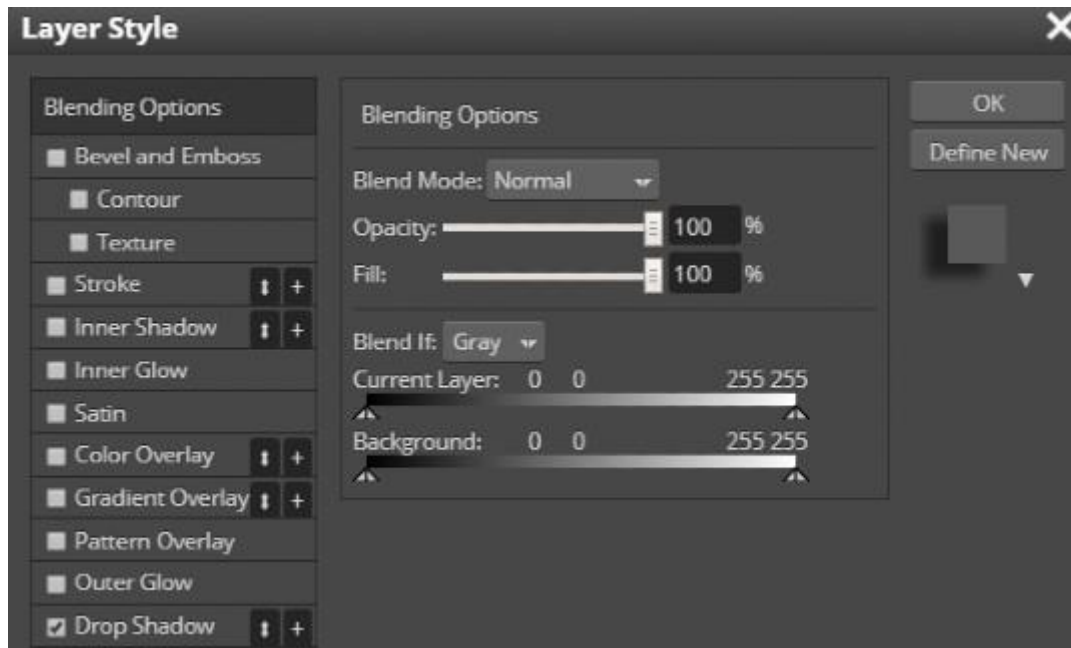 Layer Style
Blending Options
Bevel and Emboss
Contour
Texture
Stroke +
Inner Shadow +
Inner Glow
Satin
Color Overlay +
Gradient Overlay +
Pattern Overlay
Outer Glow
Drop Shadow +
Blending Options
Blend Mode: Normal
Opacity: 100 %
Fill: 100 %
Blend If: Gray
Current Layer: 0 0 255 255
Background: 0 0 255 255
OK
Define New